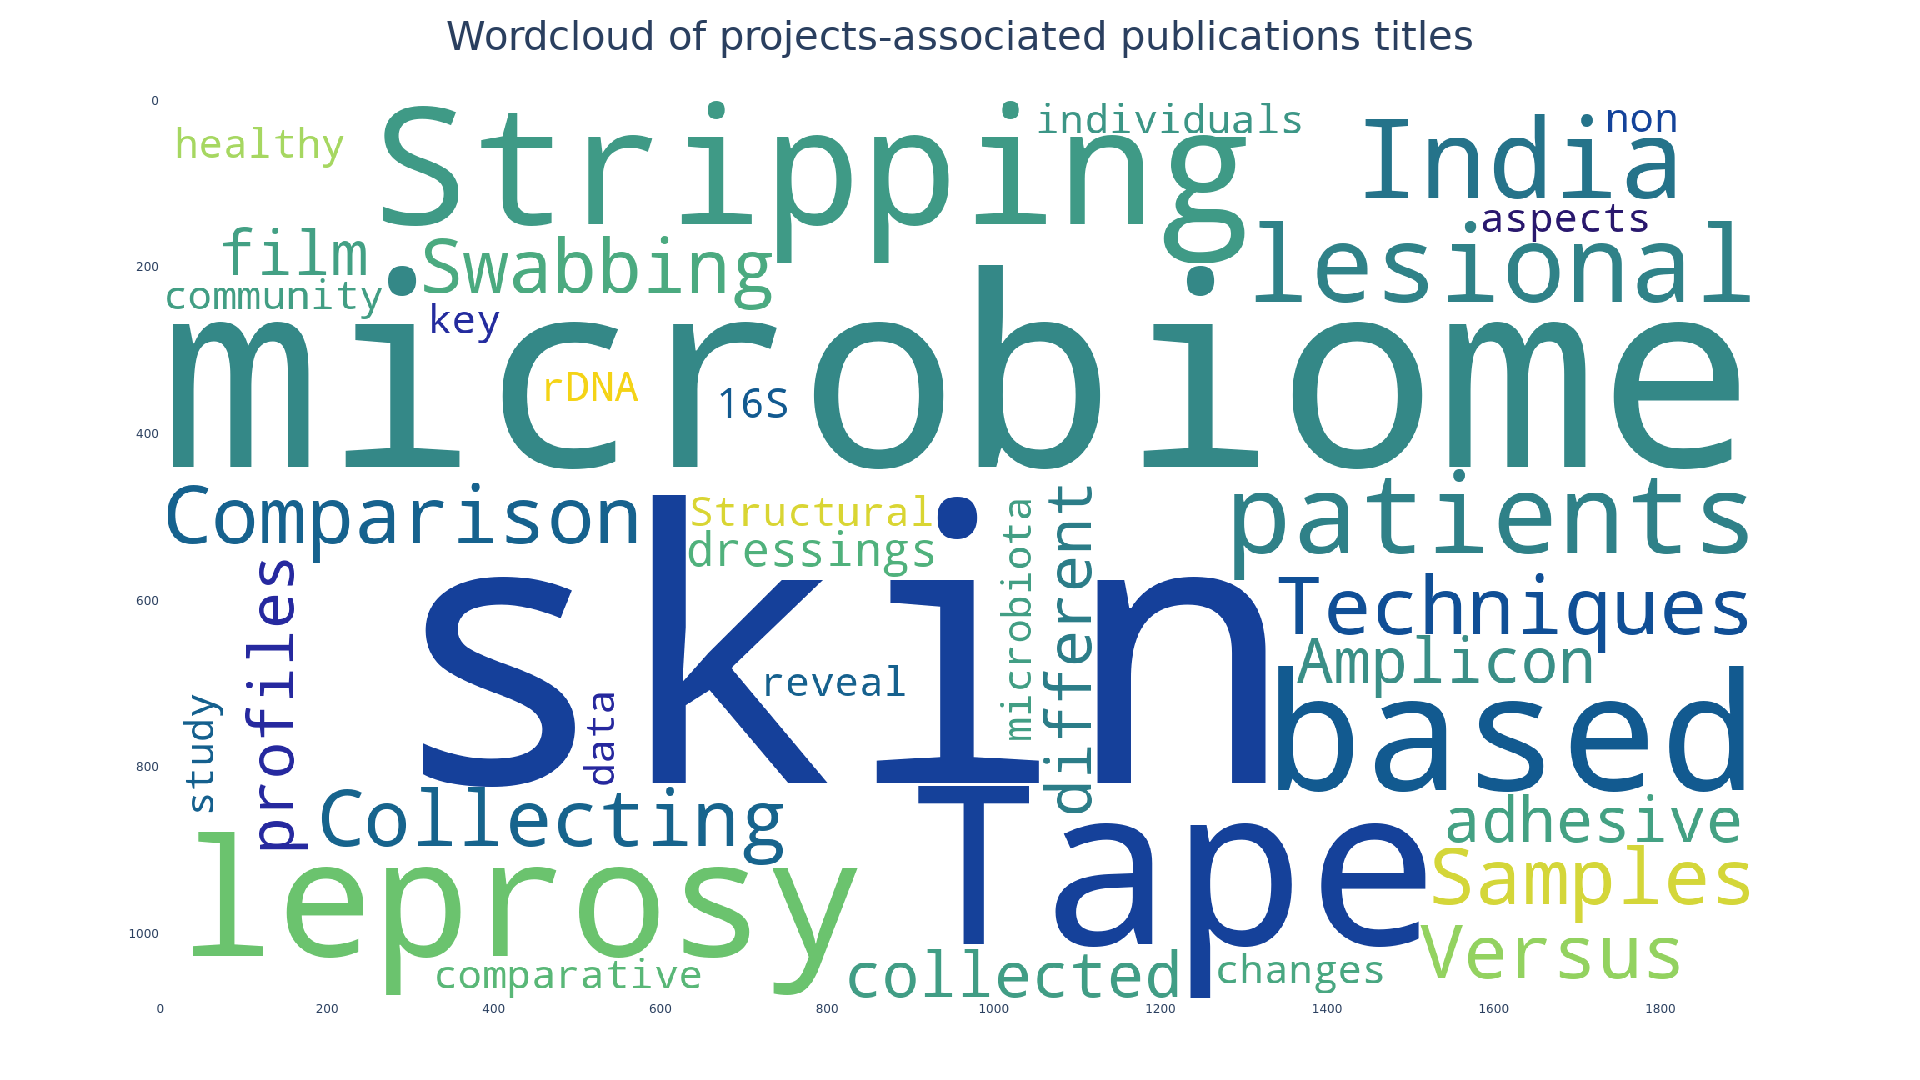 Wordcloud of projects-associated publications titles
0
healthy
Stripping
individuals
India
non
aspects
film
Swabbing
lesional
200
community
key
microbiome
rDNA
16S
400
Comparison
Structural
dressings
microbiota
different
patients
600
profiles
skin
Techniques
Amplicon
reveal
study
data
based
800
Collecting
Tape
adhesive
leprosy
Samples
Versus
1000
comparative
collected
changes
0 200 400 600 800 1000 1200 1400 1600 1800